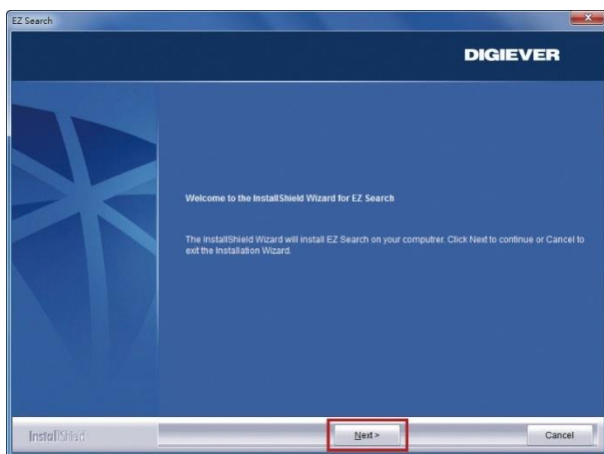 EZ Search
DIGIEVER
Welcome to the InstallShield Wizard for EZ Search
The InstallShield Wizard will install EZ Search on your computrer. Click Next to continue or Cancel to
exit the Installation Wizard.
InstallShield
Next >
Cancel